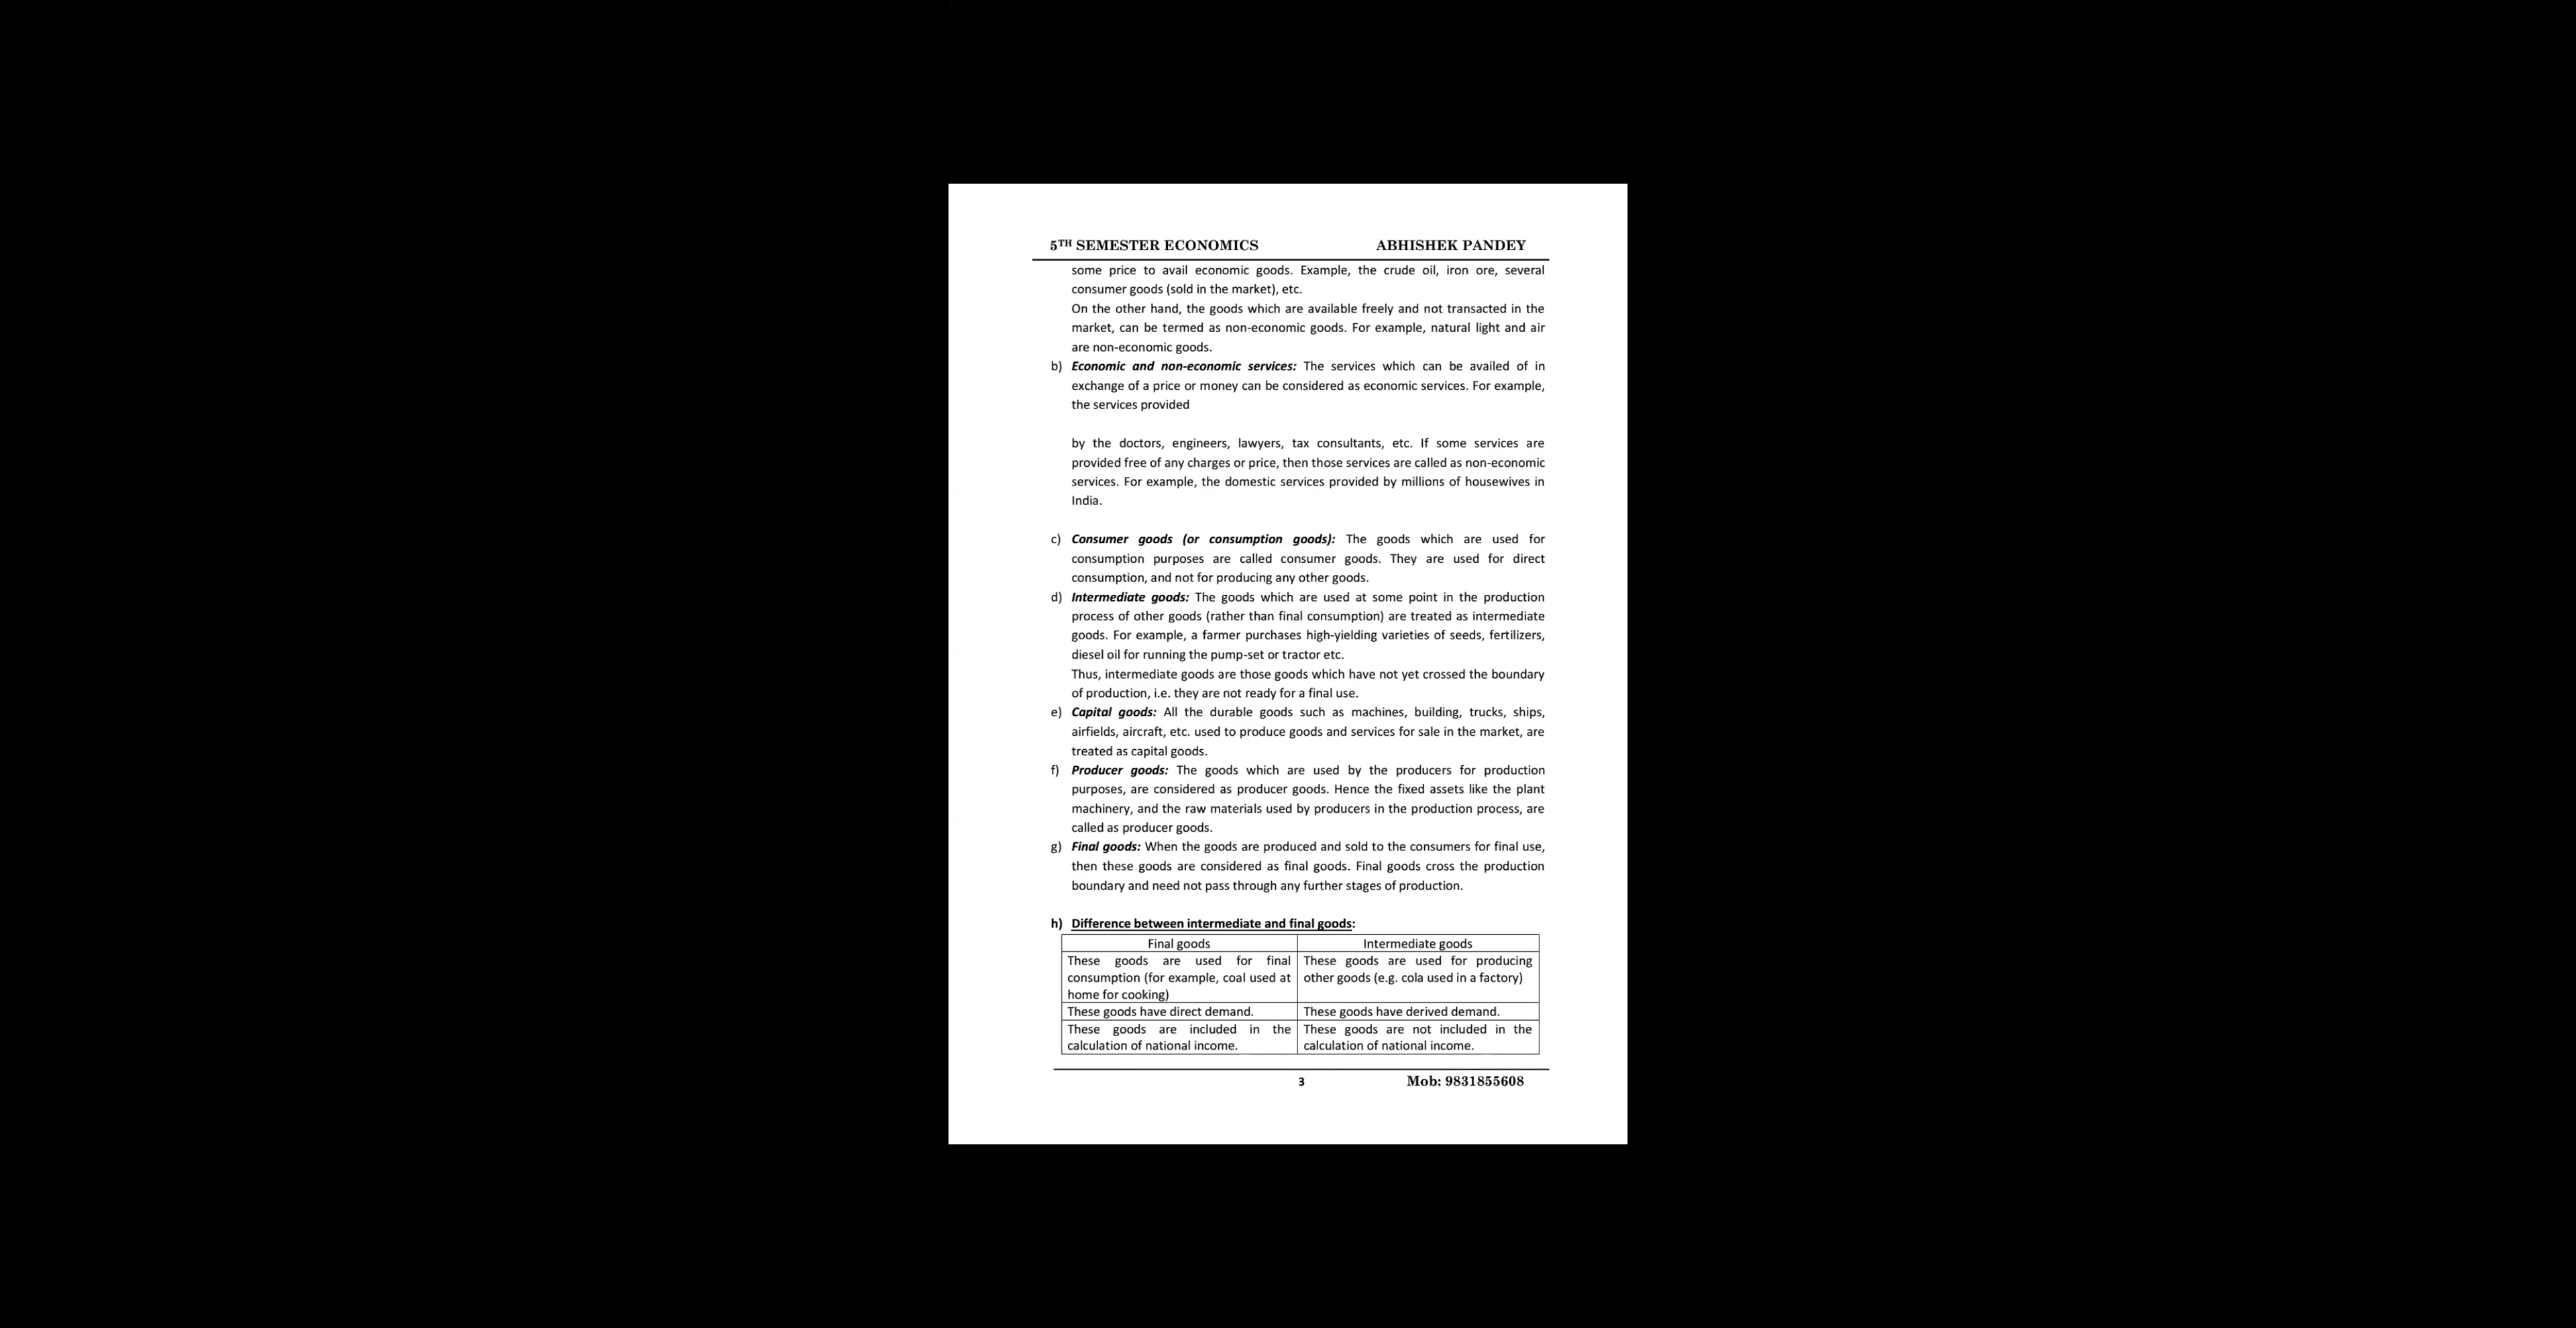 5TH SEMESTER ECONOMICS ABHISHEK PANDEY
some price to avail economic goods. Example, the crude oil, iron ore, several
consumer goods (sold in the market), etc.
On the other hand, the goods which are available freely and not transacted in the
market, can be termed as non-economic goods. For example, natural light and air
are non-economic goods.
b) Economic and non-economic services: The services which can be availed of in
exchange of a price or money can be considered as economic services. For example,
the services provided
by the doctors, engineers, lawyers, tax consultants, etc. If some services are
provided free of any charges or price, then those services are called as non-economic
services. For example, the domestic services provided by millions of housewives in
India.
c) Consumer goods (or consumption goods): The goods which are used for
consumption purposes are called consumer goods. They are used for direct
consumption, and not for producing any other goods.
d) Intermediate goods: The goods which are used at some point in the production
process of other goods (rather than final consumption) are treated as intermediate
goods. For example, a farmer purchases high-yielding varieties of seeds, fertilizers,
diesel oil for running the pump-set or tractor etc.
Thus, intermediate goods are those goods which have not yet crossed the boundary
of production, i.e. they are not ready for a final use.
e) Capital goods: All the durable goods such as machines, building, trucks, ships,
airfields, aircraft, etc. used to produce goods and services for sale in the market, are
treated as capital goods.
f) Producer goods: The goods which are used by the producers for production
purposes, are considered as producer goods. Hence the fixed assets like the plant
machinery, and the raw materials used by producers in the production process, are
called as producer goods.
g) Final goods: When the goods are produced and sold to the consumers for final use,
then these goods are considered as final goods. Final goods cross the production
boundary and need not pass through any further stages of production.
h) Difference between intermediate and final goods:
Final goods Intermediate goods
These goods are used for final These goods are used for producing
consumption (for example, coal used at other goods (e.g. cola used in a factory)
home for cooking)
These goods have direct demand. These goods have derived demand.
These goods are included in the These goods are not included in the
calculation of national income. calculation of national income.
3 Mob: 9831855608